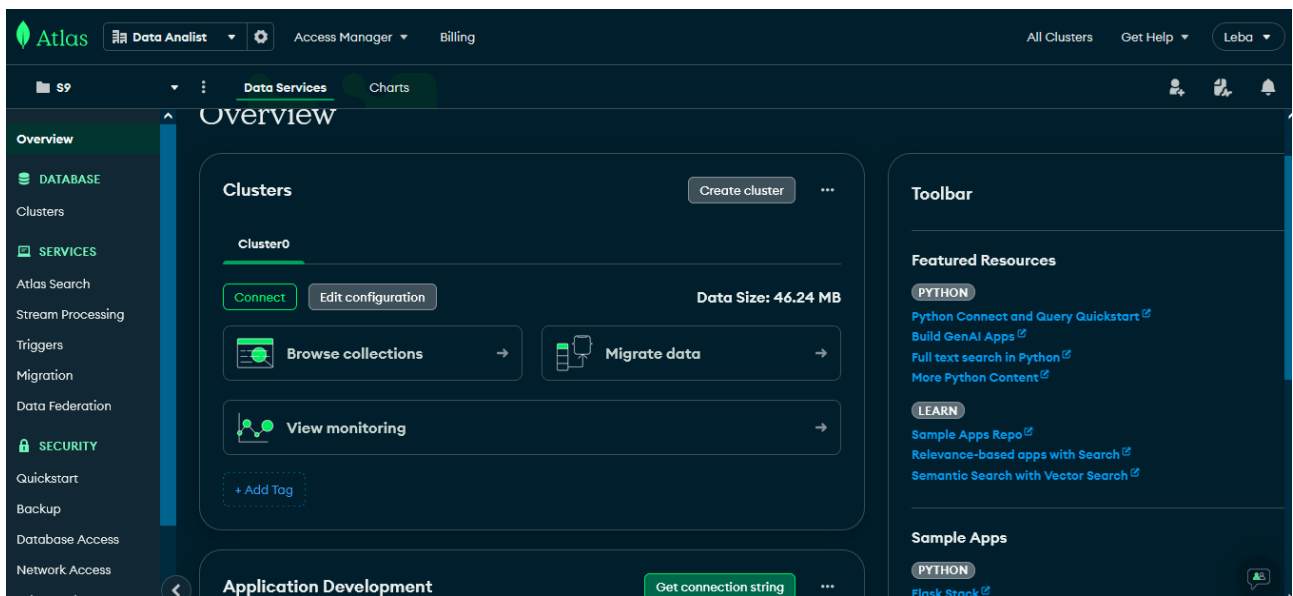 Atlas Data Analist Access Manager Billing All Clusters Get Help Leba
S9 Data Services Charts
Overview
Overview
DATABASE
Clusters
SERVICES
Atlas Search
Stream Processing
Triggers
Migration
Data Federation
SECURITY
Quickstart
Backup
Database Access
Network Access
Clusters Create cluster
Cluster0
Connect Edit configuration Data Size: 46.24 MB
Browse collections Migrate data
View monitoring
+ Add Tag
Application Development Get connection string
Toolbar
Featured Resources
PYTHON
Python Connect and Query Quickstart
Build GenAI Apps
Full text search in Python
More Python Content
LEARN
Sample Apps Repo
Relevance-based apps with Search
Semantic Search with Vector Search
Sample Apps
PYTHON
Flask Stack